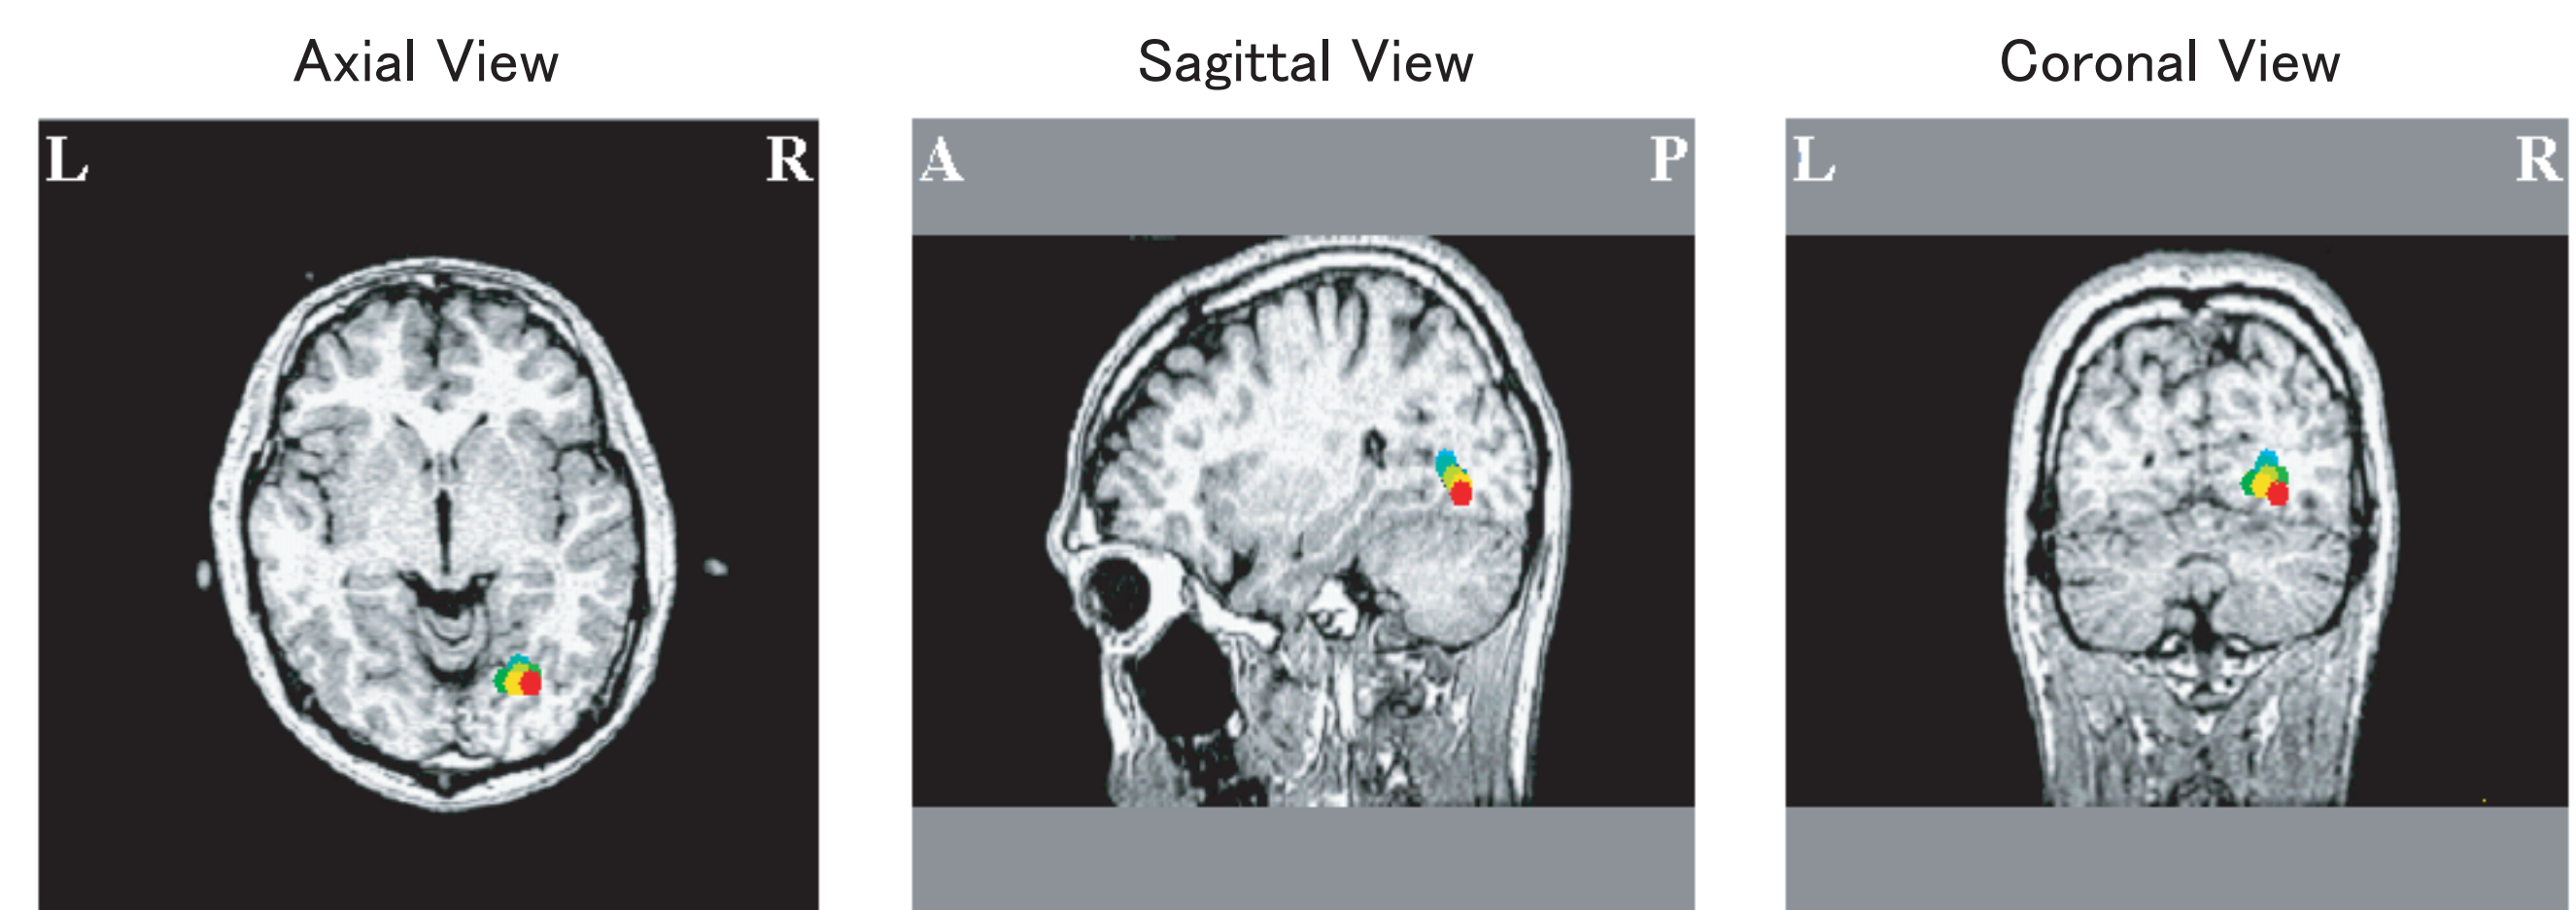 Axial View
Sagittal View
Coronal View
L R
A P
L R